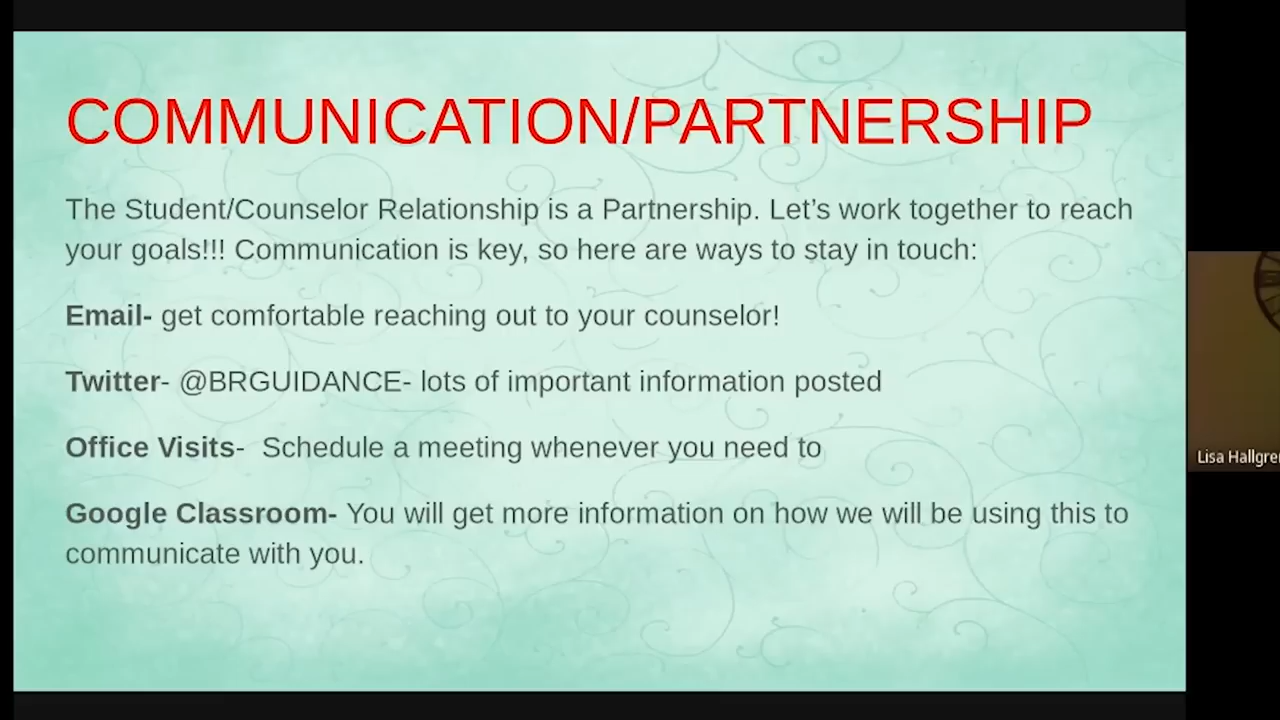 COMMUNICATION/PARTNERSHIP
The Student/Counselor Relationship is a Partnership. Let’s work together to reach
your goals!!! Communication is key, so here are ways to stay in touch:
Email- get comfortable reaching out to your counselor!
Twitter- @BRGUIDANCE- lots of important information posted
Office Visits-  Schedule a meeting whenever you need to
Google Classroom- You will get more information on how we will be using this to
communicate with you.
Lisa Hallgre